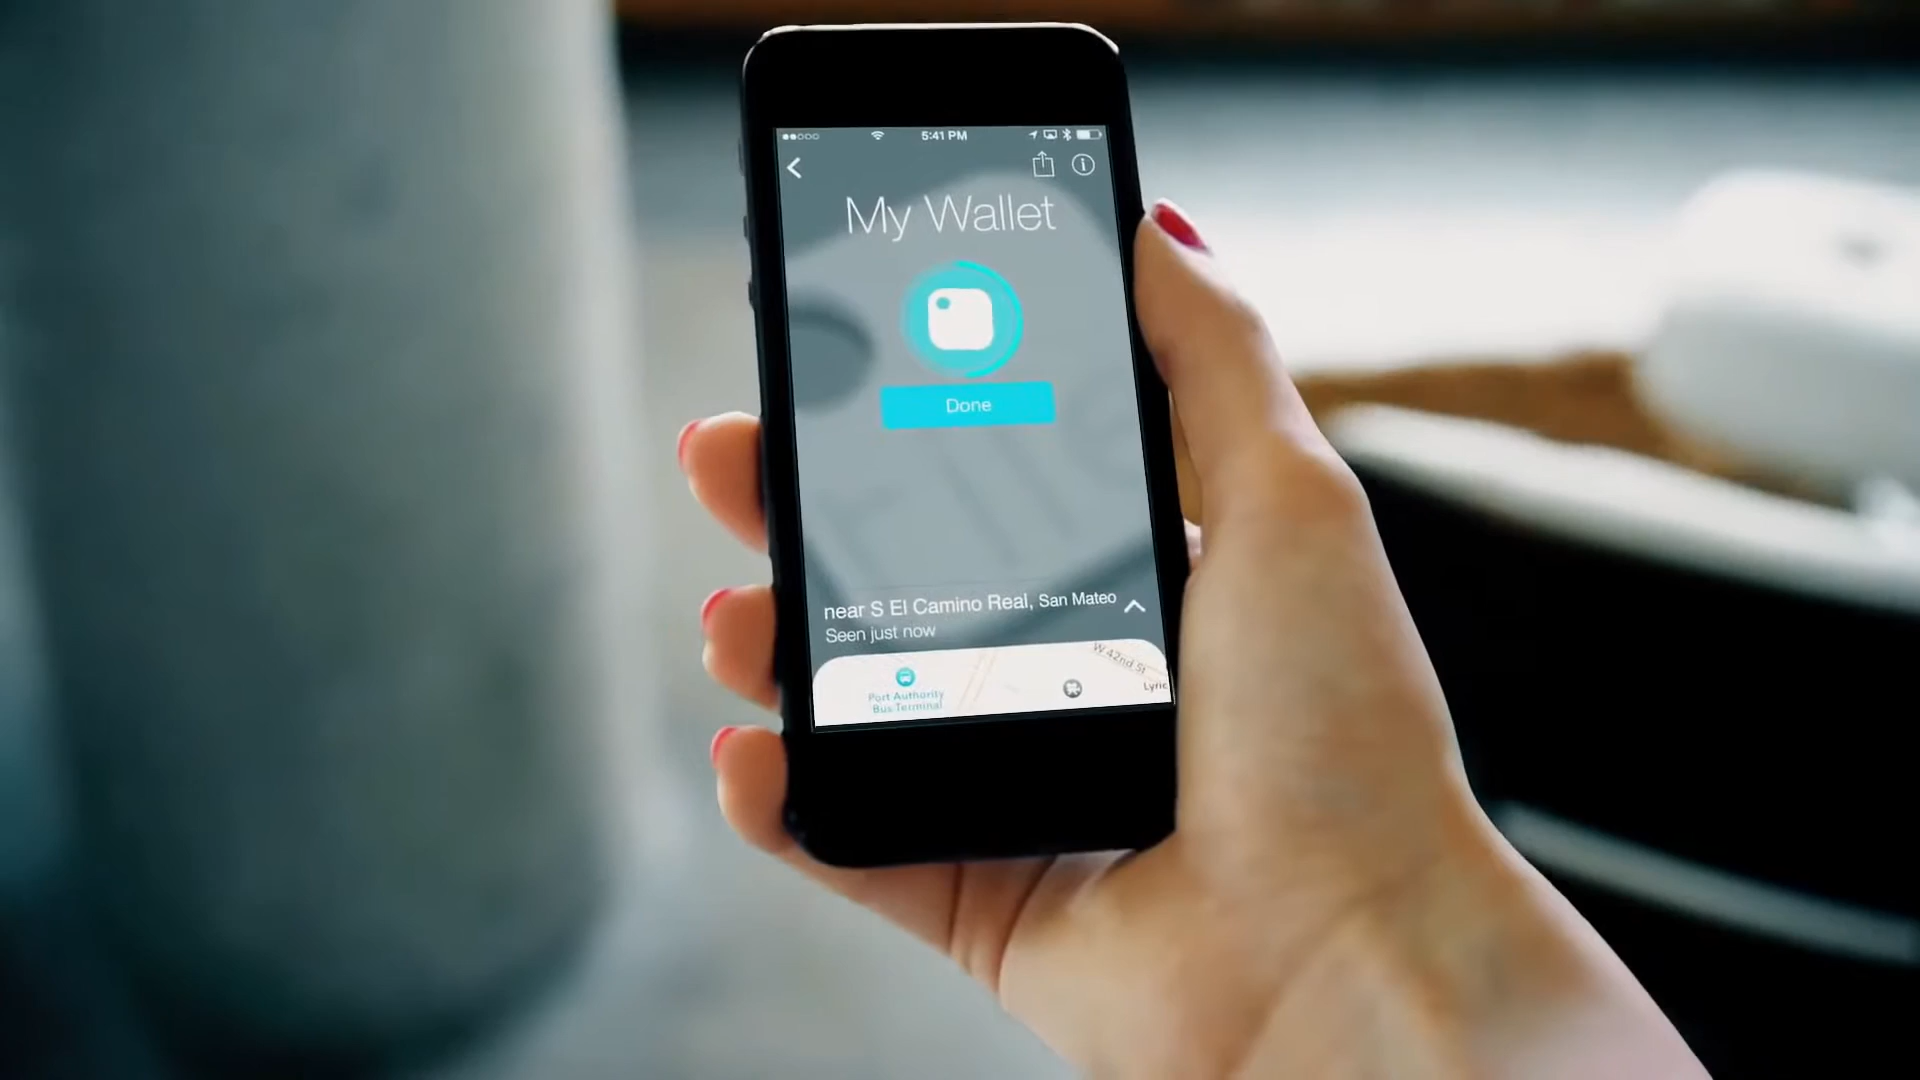 5:41 PM
My Wallet
Done
near S El Camino Real, San Mateo
Seen just now
W 42nd St
Port Authority
Bus Terminal
Lyric